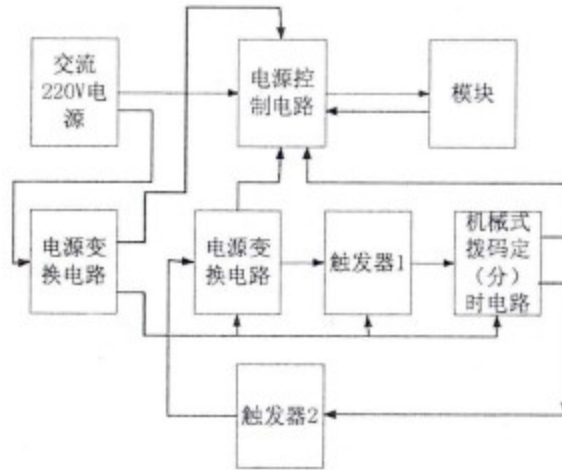 交流
220V电
源
电源控
制电路
模块
电源变
换电路
电源变
换电路
触发器1
机械式
拨码定
（分）
时电路
触发器2